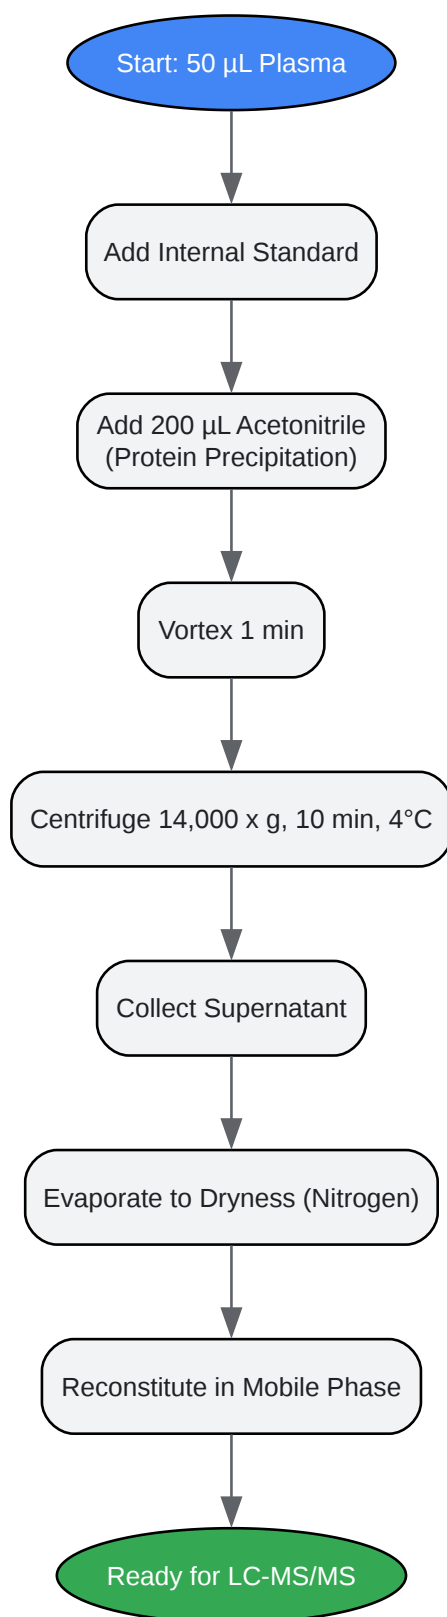 Start: 50 µL Plasma
Add Internal Standard
Add 200 µL Acetonitrile
(Protein Precipitation)
Vortex 1 min
Centrifuge 14,000 x g, 10 min, 4°C
Collect Supernatant
Evaporate to Dryness (Nitrogen)
Reconstitute in Mobile Phase
Ready for LC-MS/MS